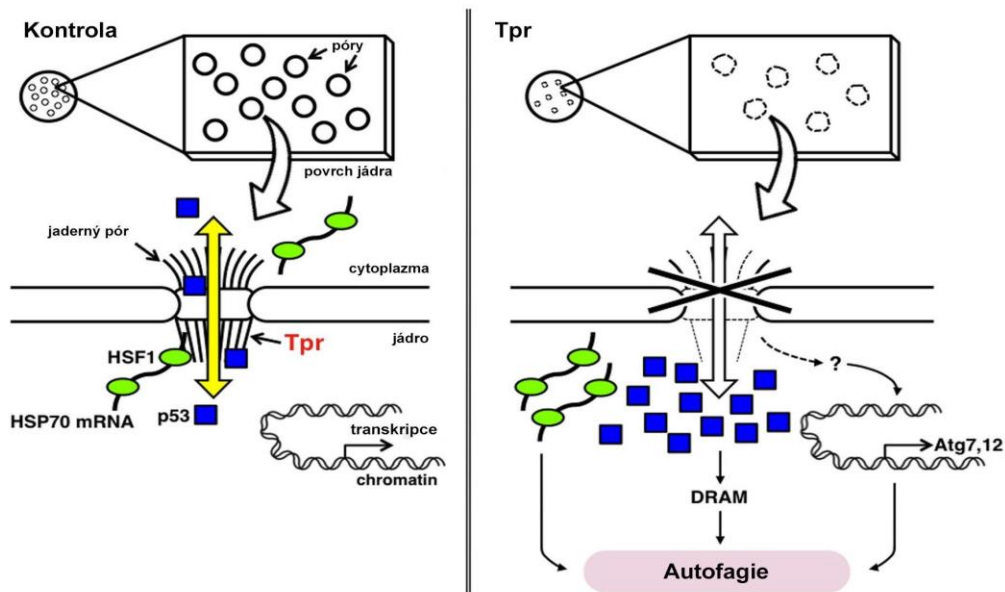 Kontrola
póry
povrch jádra
jaderný pór
cytoplazma
Tpr
jádro
HSF1
HSP70 mRNA
p53
transkripce
chromatin
Tpr
?
Atg7,12
DRAM
Autofagie